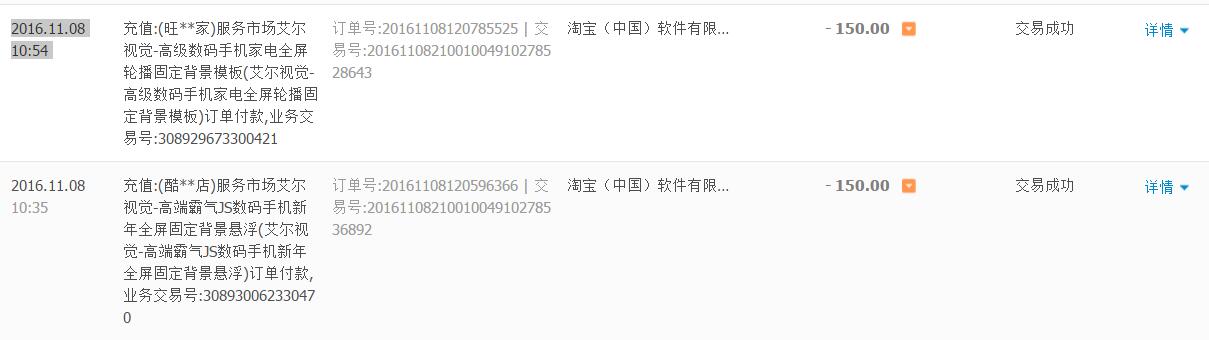 2016.11.08
10:54
充值:(旺**家)服务市场艾尔
视觉-高级数码手机家电全屏
轮播固定背景模板(艾尔视觉-
高级数码手机家电全屏轮播固
定背景模板)订单付款,业务交
易号:308929673300421
订单号:20161108120785525 | 交
易号:20161108210010049102785
28643
淘宝（中国）软件有限...
- 150.00
交易成功
详情
2016.11.08
10:35
充值:(酷**店)服务市场艾尔
视觉-高端霸气JS数码手机新
年全屏固定背景悬浮(艾尔视
觉-高端霸气JS数码手机新年
全屏固定背景悬浮)订单付款,
业务交易号:30893006233047
0
订单号:20161108120596366 | 交
易号:20161108210010049102785
36892
淘宝（中国）软件有限...
- 150.00
交易成功
详情